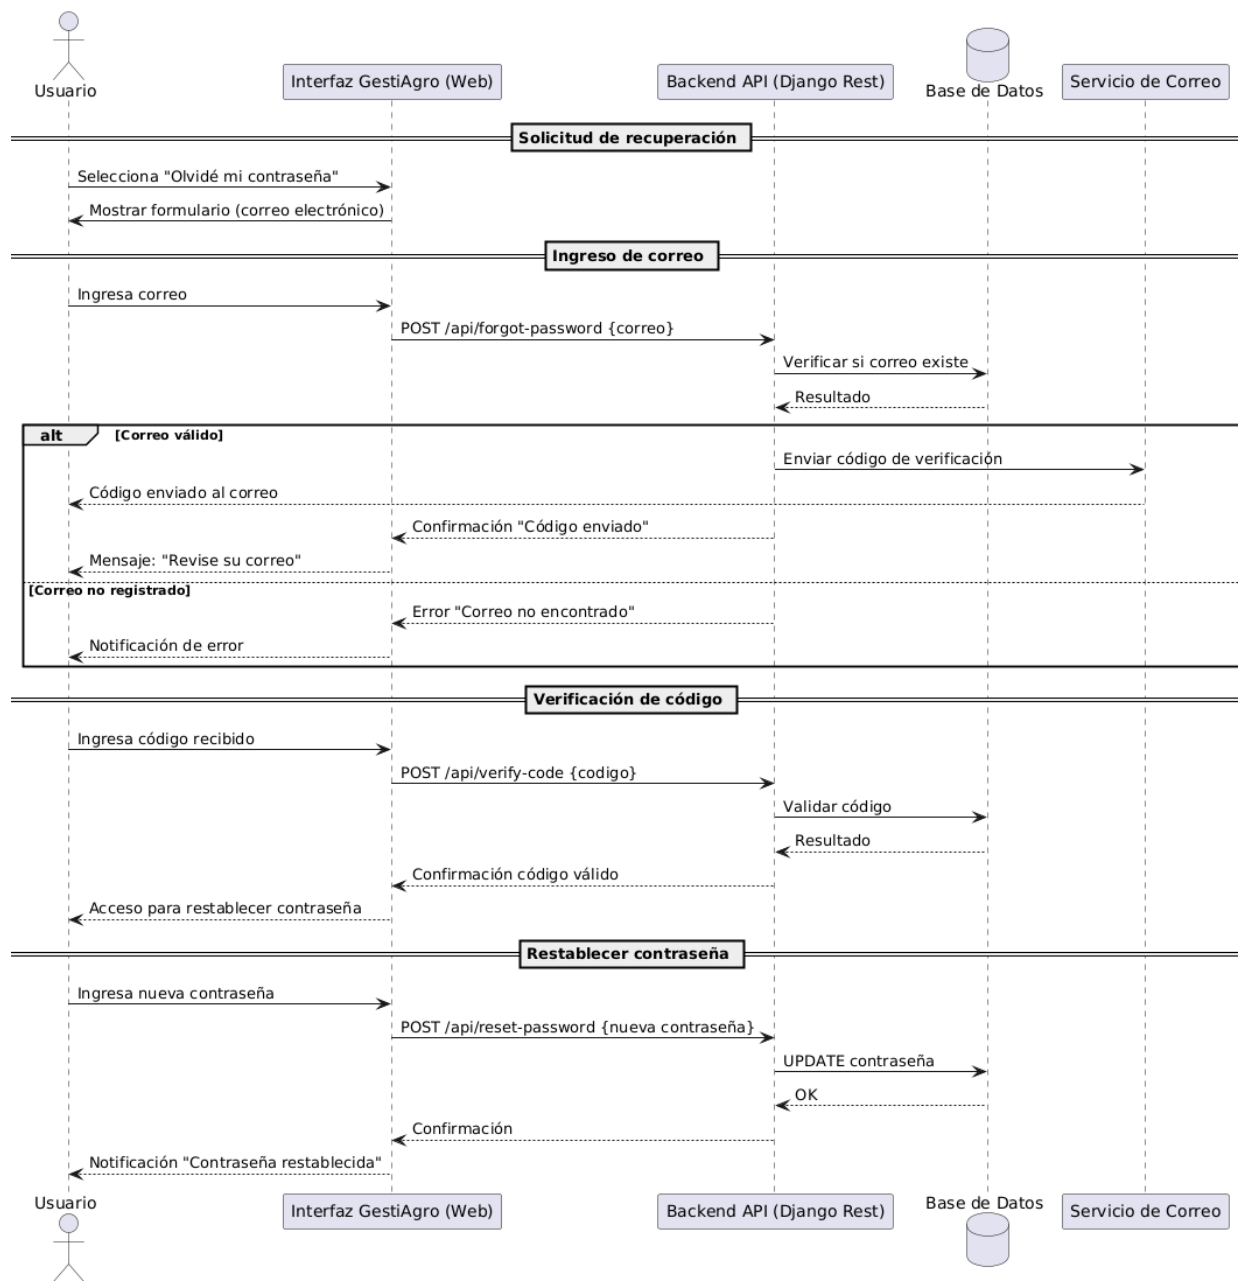 Usuario
Interfaz GestiAgro (Web)
Backend API (Django Rest)
Base de Datos
Servicio de Correo
Solicitud de recuperación
Selecciona "Olvidé mi contraseña"
Mostrar formulario (correo electrónico)
Ingreso de correo
Ingresa correo
POST /api/forgot-password {correo}
Verificar si correo existe
Resultado
alt
[Correo válido]
Enviar código de verificación
Código enviado al correo
Confirmación "Código enviado"
Mensaje: "Revise su correo"
[Correo no registrado]
Error "Correo no encontrado"
Notificación de error
Verificación de código
Ingresa código recibido
POST /api/verify-code {codigo}
Validar código
Resultado
Confirmación código válido
Acceso para restablecer contraseña
Restablecer contraseña
Ingresa nueva contraseña
POST /api/reset-password {nueva contraseña}
UPDATE contraseña
OK
Confirmación
Notificación "Contraseña restablecida"
Usuario
Interfaz GestiAgro (Web)
Backend API (Django Rest)
Base de Datos
Servicio de Correo